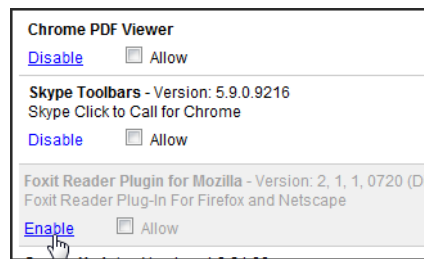 Chrome PDF Viewer
Disable Allow
Skype Toolbars - Version: 5.9.0.9216
Skype Click to Call for Chrome
Disable Allow
Foxit Reader Plugin for Mozilla - Version: 2, 1, 1, 0720 (D
Foxit Reader Plug-In For Firefox and Netscape
Enable Allow